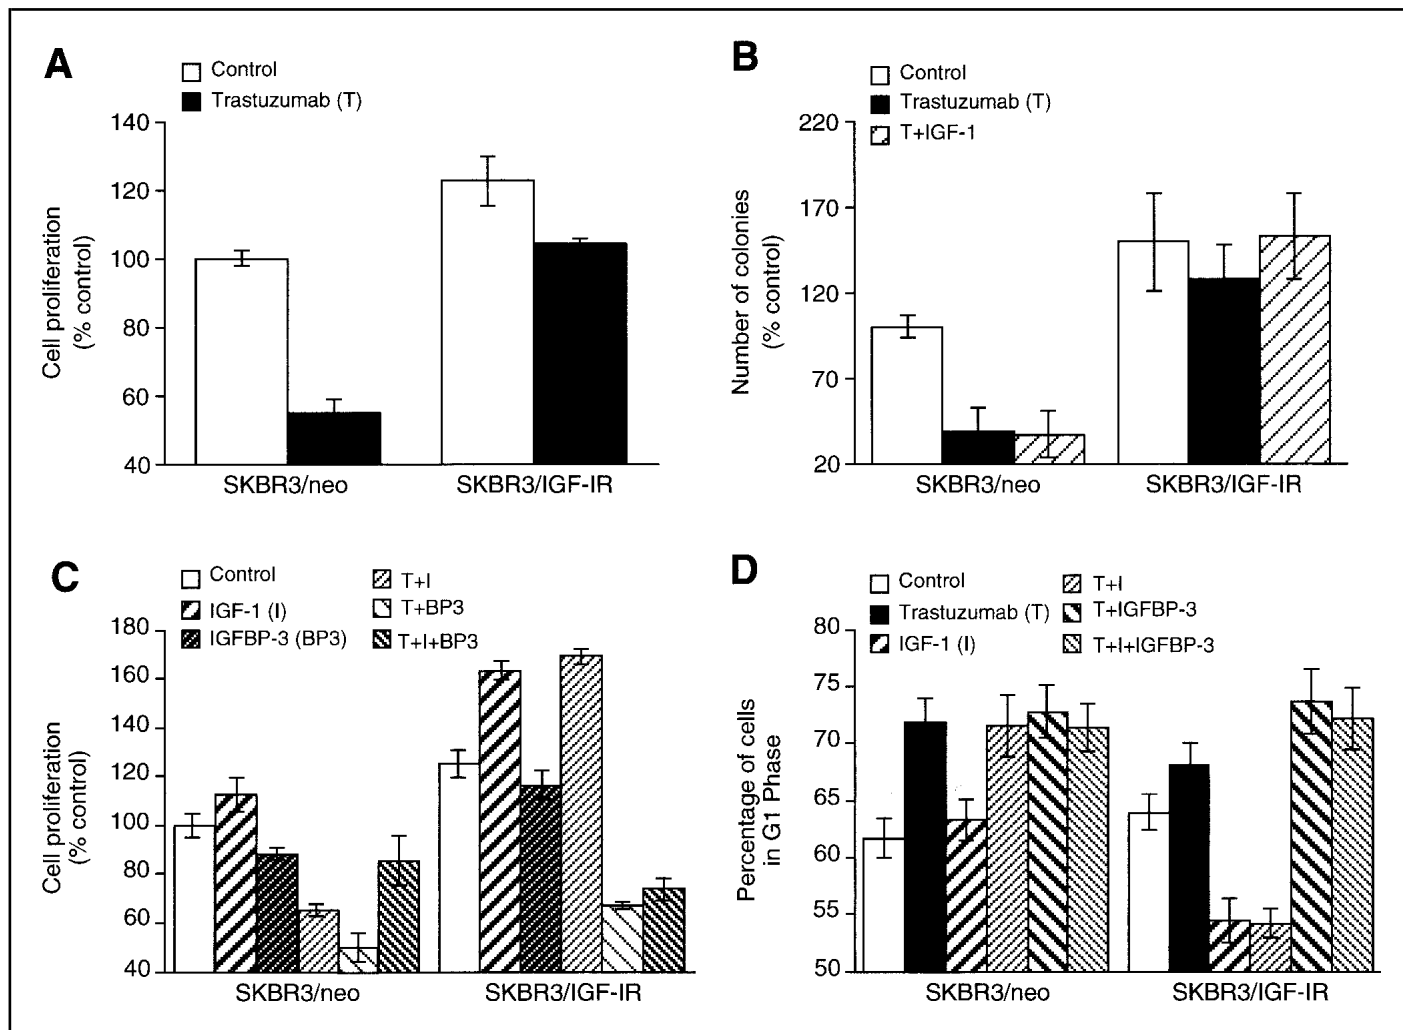 A
Control
Trastuzumab (T)
140
120
100
80
60
40
Cell proliferation
(% control)
SKBR3/neo
SKBR3/IGF-IR
B
Control
Trastuzumab (T)
T+IGF-1
220
170
120
70
20
Number of colonies
(% control)
SKBR3/neo
SKBR3/IGF-IR
C
Control
IGF-1 (I)
IGFBP-3 (BP3)
T+I
T+BP3
T+I+BP3
180
160
140
120
100
80
60
40
Cell proliferation
(% control)
SKBR3/neo
SKBR3/IGF-IR
D
Control
Trastuzumab (T)
IGF-1 (I)
T+I
T+IGFBP-3
T+I+IGFBP-3
80
75
70
65
60
55
50
Percentage of cells
in G1 Phase
SKBR3/neo
SKBR3/IGF-IR